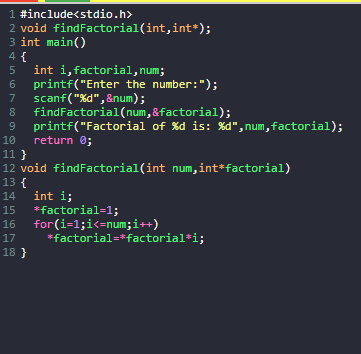 1 #include<stdio.h>
2 void findFactorial(int,int*);
3 int main()
4 {
5   int i,factorial,num;
6   printf("Enter the number:");
7   scanf("%d",&num);
8   findFactorial(num,&factorial);
9   printf("Factorial of %d is: %d",num,factorial);
10   return 0;
11 }
12 void findFactorial(int num,int*factorial)
13 {
14   int i;
15   *factorial=1;
16   for(i=1;i<=num;i++)
17     *factorial=*factorial*i;
18 }